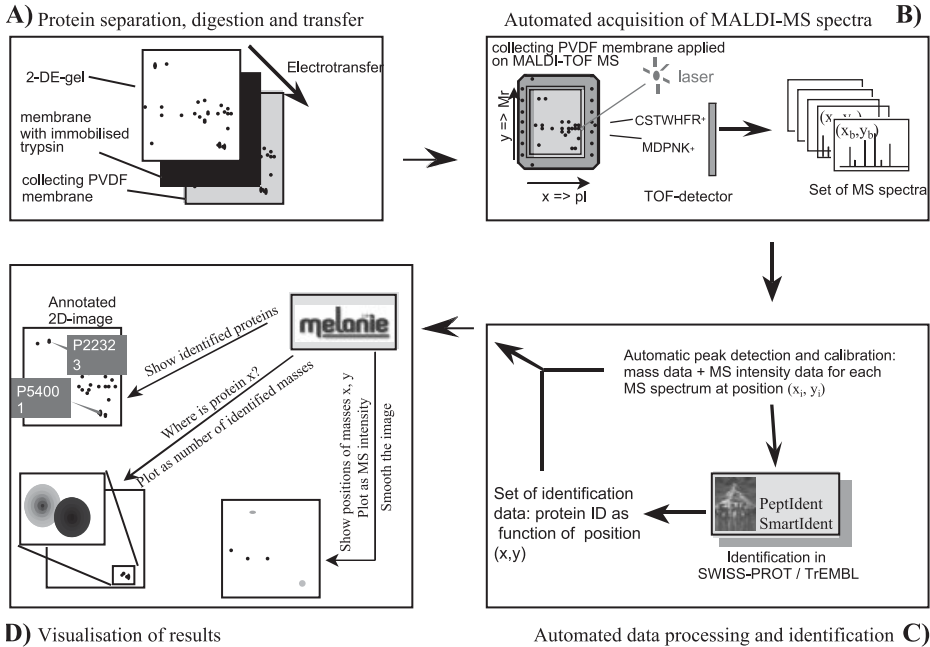 A) Protein separation, digestion and transfer
2-DE-gel
Electrotransfer
membrane
with immobilised
trypsin
collecting PVDF
membrane
Automated acquisition of MALDI-MS spectra B)
collecting PVDF membrane applied
on MALDI-TOF MS
laser
y => Mr
CSTWHFR+
MDPNK+
x => pI
TOF-detector
(xb,yb)
Set of MS spectra
Automatic peak detection and calibration:
mass data + MS intensity data for each
MS spectrum at position (xi, yi)
PeptIdent
SmartIdent
Identification in
SWISS-PROT / TrEMBL
Set of identification
data: protein ID as
function of position
(x,y)
Automated data processing and identification C)
Annotated
2D-image
P2232
3
P5400
1
melanie
Show identified proteins
Where is protein x?
Plot as number of identified masses
Show positions of masses x, y
Plot as MS intensity
Smooth the image
D) Visualisation of results